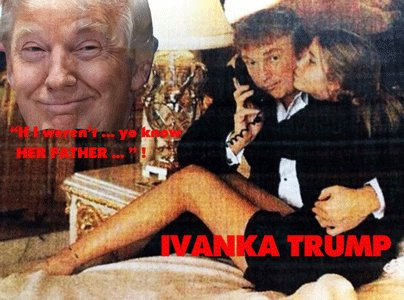 "If I weren't ... yo know
HER FATHER ... " !
IVANKA TRUMP